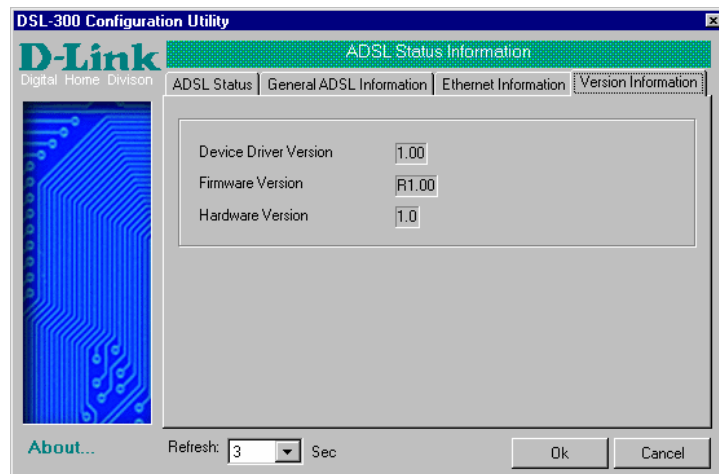 DSL-300 Configuration Utility
D-Link
Digital Home Divison
ADSL Status Information
ADSL Status
General ADSL Information
Ethernet Information
Version Information
Device Driver Version 1.00
Firmware Version R1.00
Hardware Version 1.0
About...
Refresh: 3 Sec
Ok
Cancel